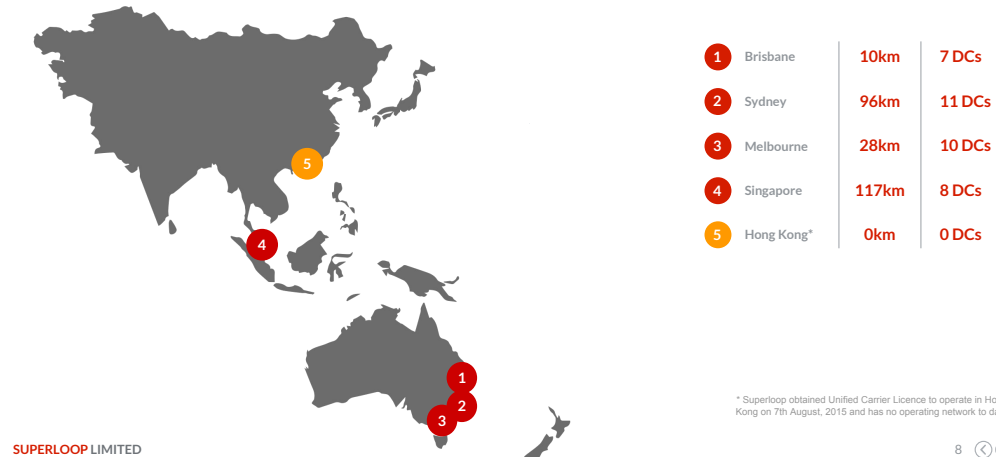 5
4
1
2
3
1 Brisbane 10km 7 DCs
2 Sydney 96km 11 DCs
3 Melbourne 28km 10 DCs
4 Singapore 117km 8 DCs
5 Hong Kong* 0km 0 DCs
* Superloop obtained Unified Carrier Licence to operate in
Kong on 7th August, 2015 and has no operating network to
SUPERLOOP LIMITED 8